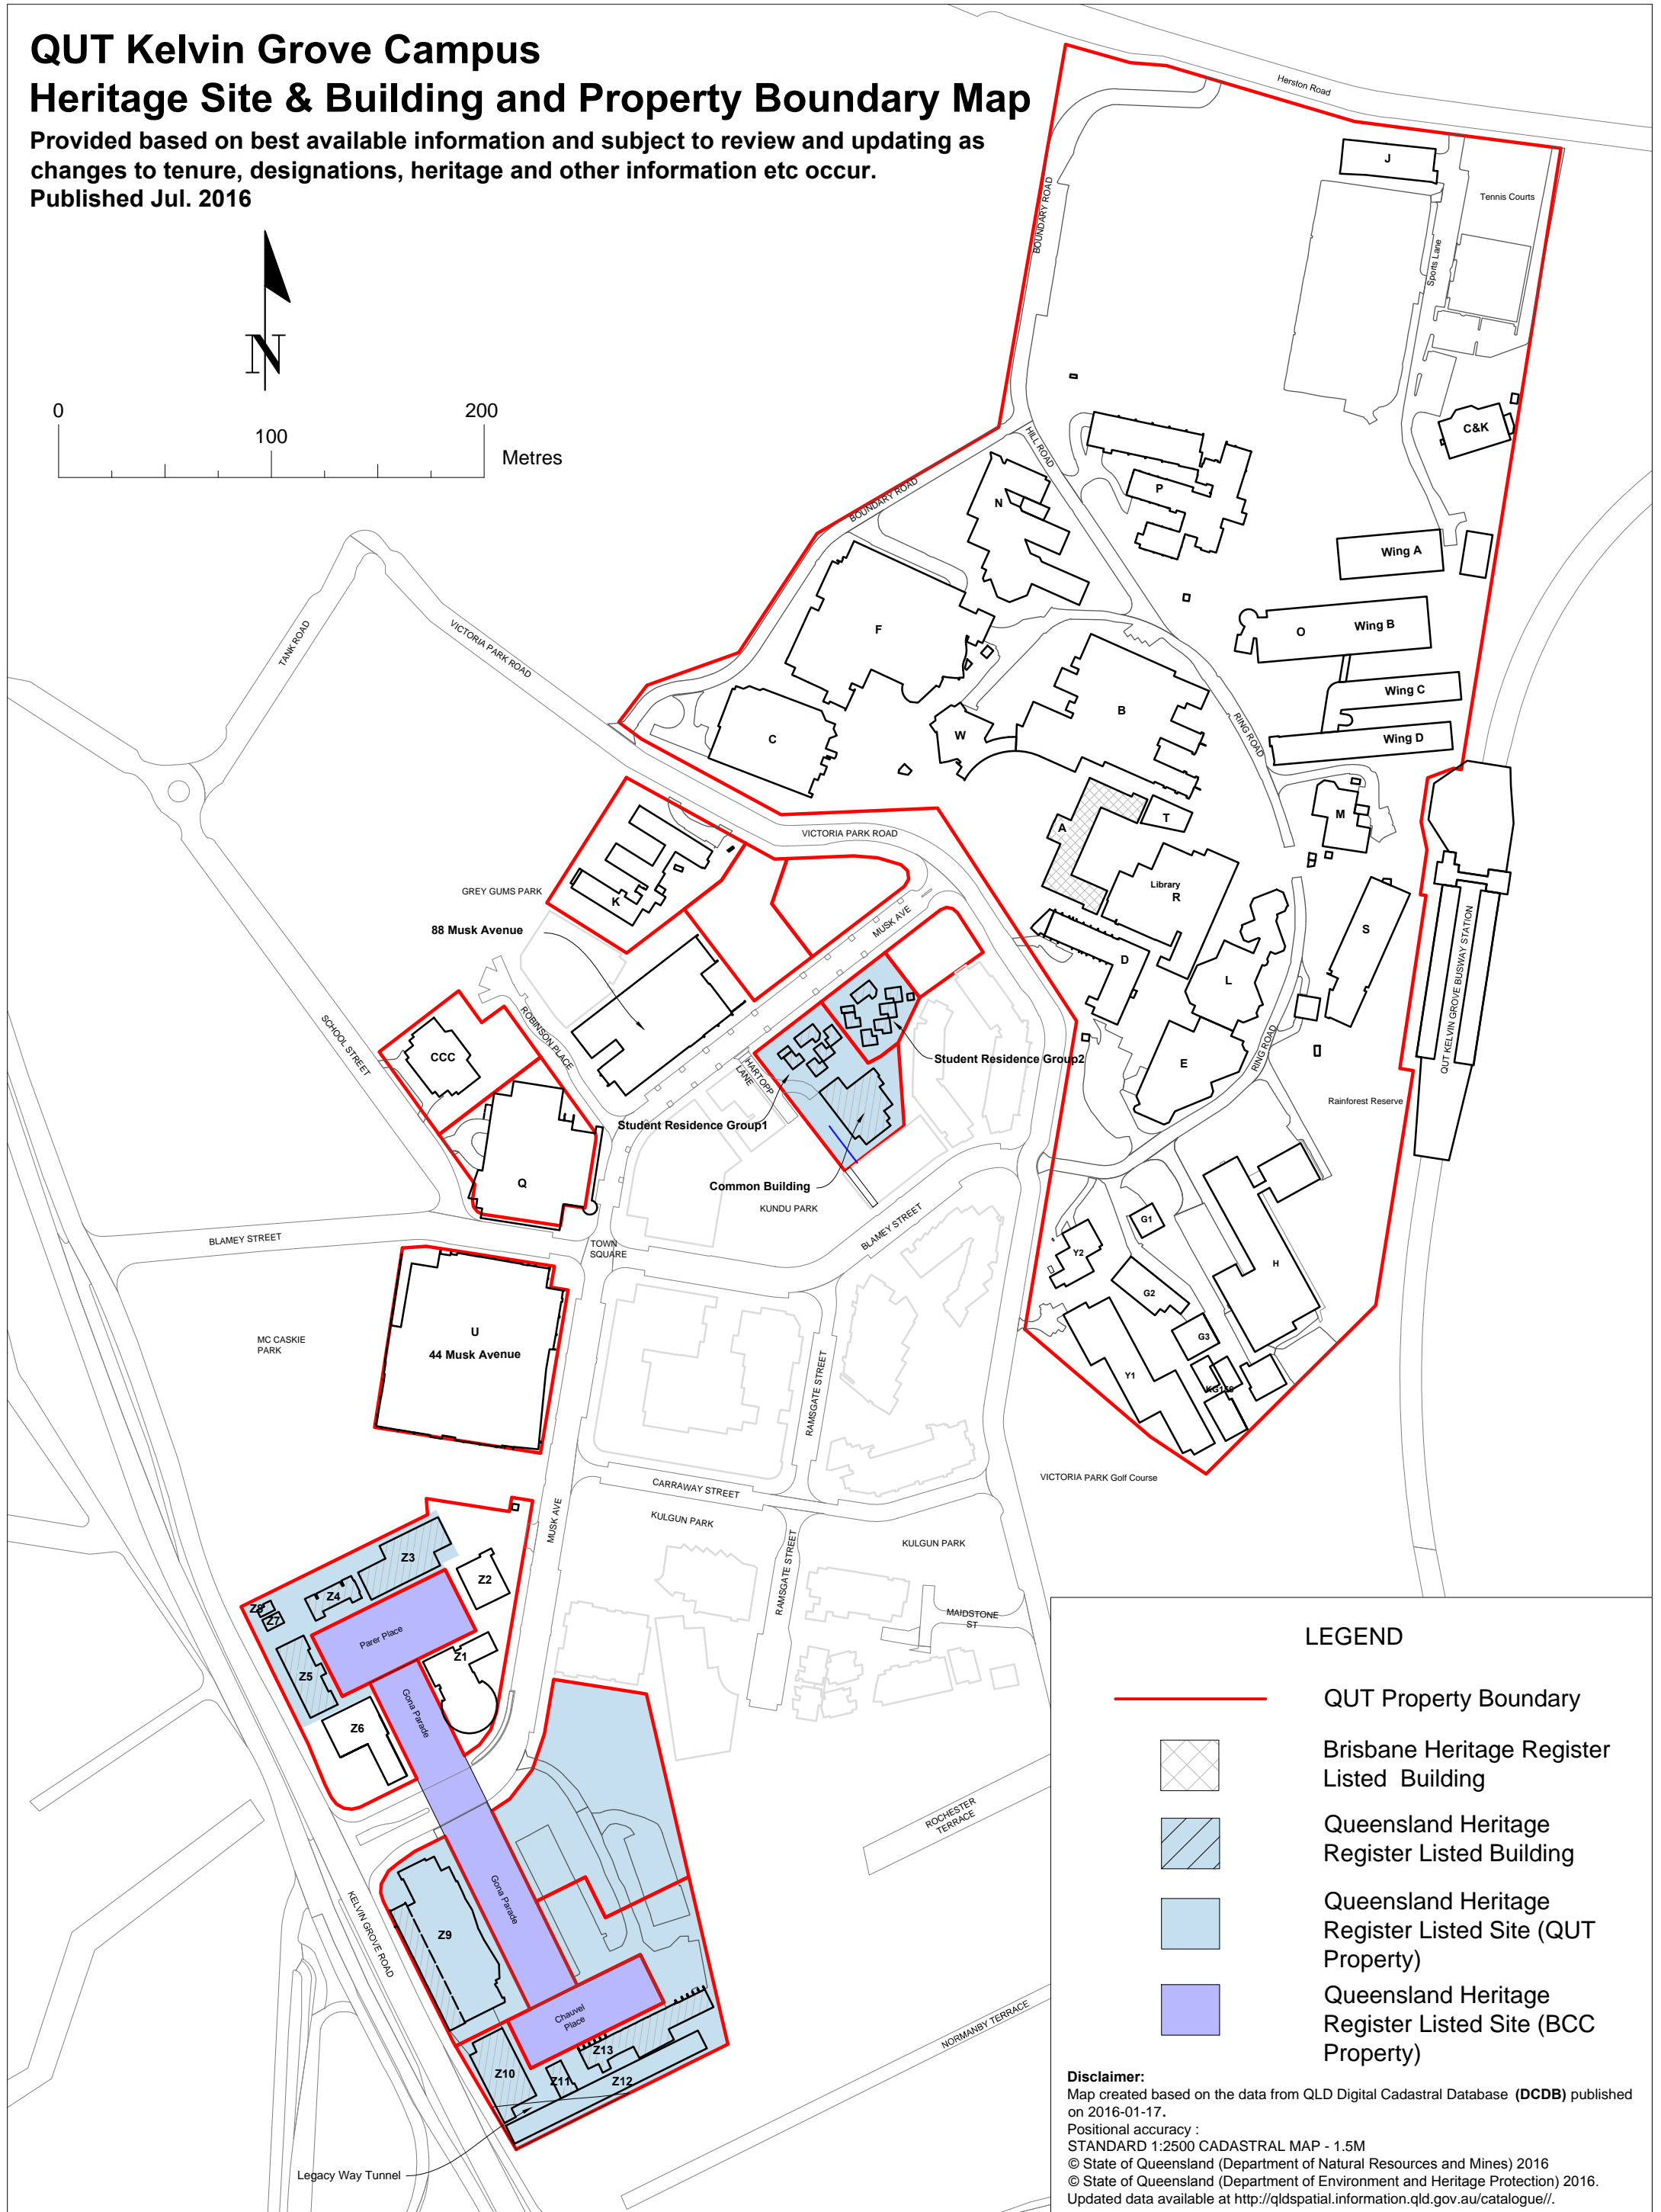 QUT Kelvin Grove Campus
Heritage Site & Building and Property Boundary Map
Provided based on best available information and subject to review and updating as
changes to tenure, designations, heritage and other information etc occur.
Published Jul. 2016
N
0
100
200
Metres
Herston Road
J
Tennis Courts
BOUNDARY ROAD
Sports Lane
C&K
HILL ROAD
P
N
BOUNDARY ROAD
Wing A
O
Wing B
F
TANK ROAD
VICTORIA PARK ROAD
Wing C
B
RING ROAD
W
C
Wing D
M
T
A
VICTORIA PARK ROAD
Library
R
GREY GUMS PARK
K
88 Musk Avenue
MUSK AVE
S
D
L
QUT KELVIN GROVE BUSWAY STATION
ROBINSON PLACE
SCHOOL STREET
CCC
HARTOPP
LANE
Student Residence Group2
E
RING ROAD
Rainforest Reserve
Student Residence Group1
Q
Common Building
KUNDU PARK
G1
BLAMEY STREET
BLAMEY STREET
TOWN
SQUARE
Y2
H
G2
U
44 Musk Avenue
MC CASKIE
PARK
G3
RAMSGATE STREET
Y1
KG156
VICTORIA PARK Golf Course
CARRAWAY STREET
MUSK AVE
KULGUN PARK
KULGUN PARK
RAMSGATE STREET
Z3
Z2
Z4
Z8
Z7
MAIDSTONE
ST
Parer Place
Z1
Z5
Gona Parade
Z6
ROCHESTER
TERRACE
Gona Parade
Z9
KELVIN GROVE ROAD
Chauvel
Place
NORMANBY TERRACE
Z13
Z10
Z11
Z12
Legacy Way Tunnel
LEGEND
QUT Property Boundary
Brisbane Heritage Register
Listed Building
Queensland Heritage
Register Listed Building
Queensland Heritage
Register Listed Site (QUT
Property)
Queensland Heritage
Register Listed Site (BCC
Property)
Disclaimer:
Map created based on the data from QLD Digital Cadastral Database (DCDB) published
on 2016-01-17.
Positional accuracy :
STANDARD 1:2500 CADASTRAL MAP - 1.5M
© State of Queensland (Department of Natural Resources and Mines) 2016
© State of Queensland (Department of Environment and Heritage Protection) 2016.
Updated data available at http://qldspatial.information.qld.gov.au/catalogue//.